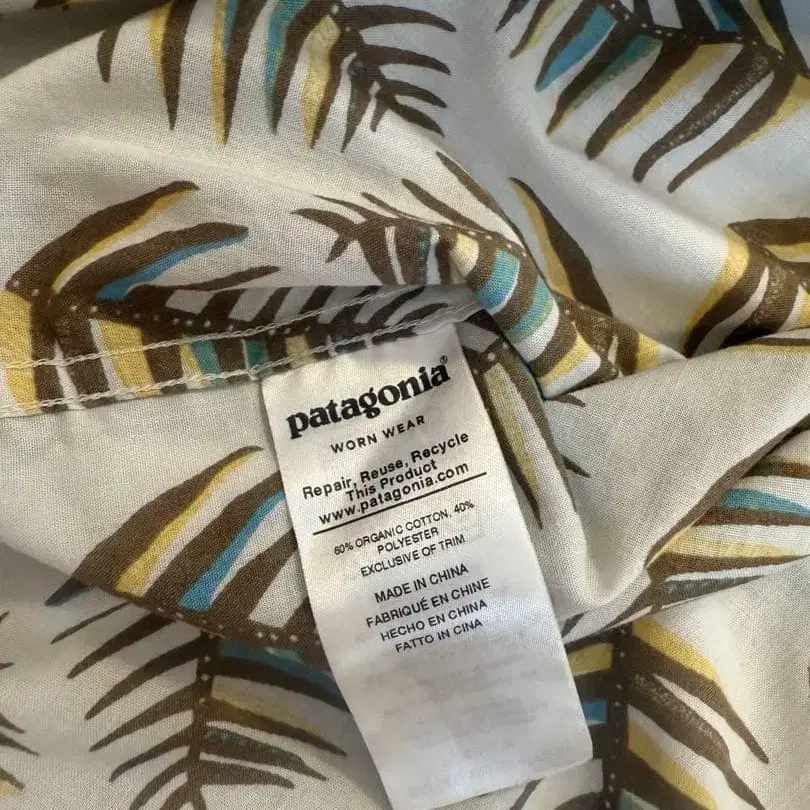 patagonia®
WORN WEAR
Repair, Reuse, Recycle
This Product
www.patagonia.com
60% ORGANIC COTTON, 40%
POLYESTER
EXCLUSIVE OF TRIM
MADE IN CHINA
FABRIQUÉ EN CHINE
HECHO EN CHINA
FATTO IN CINA